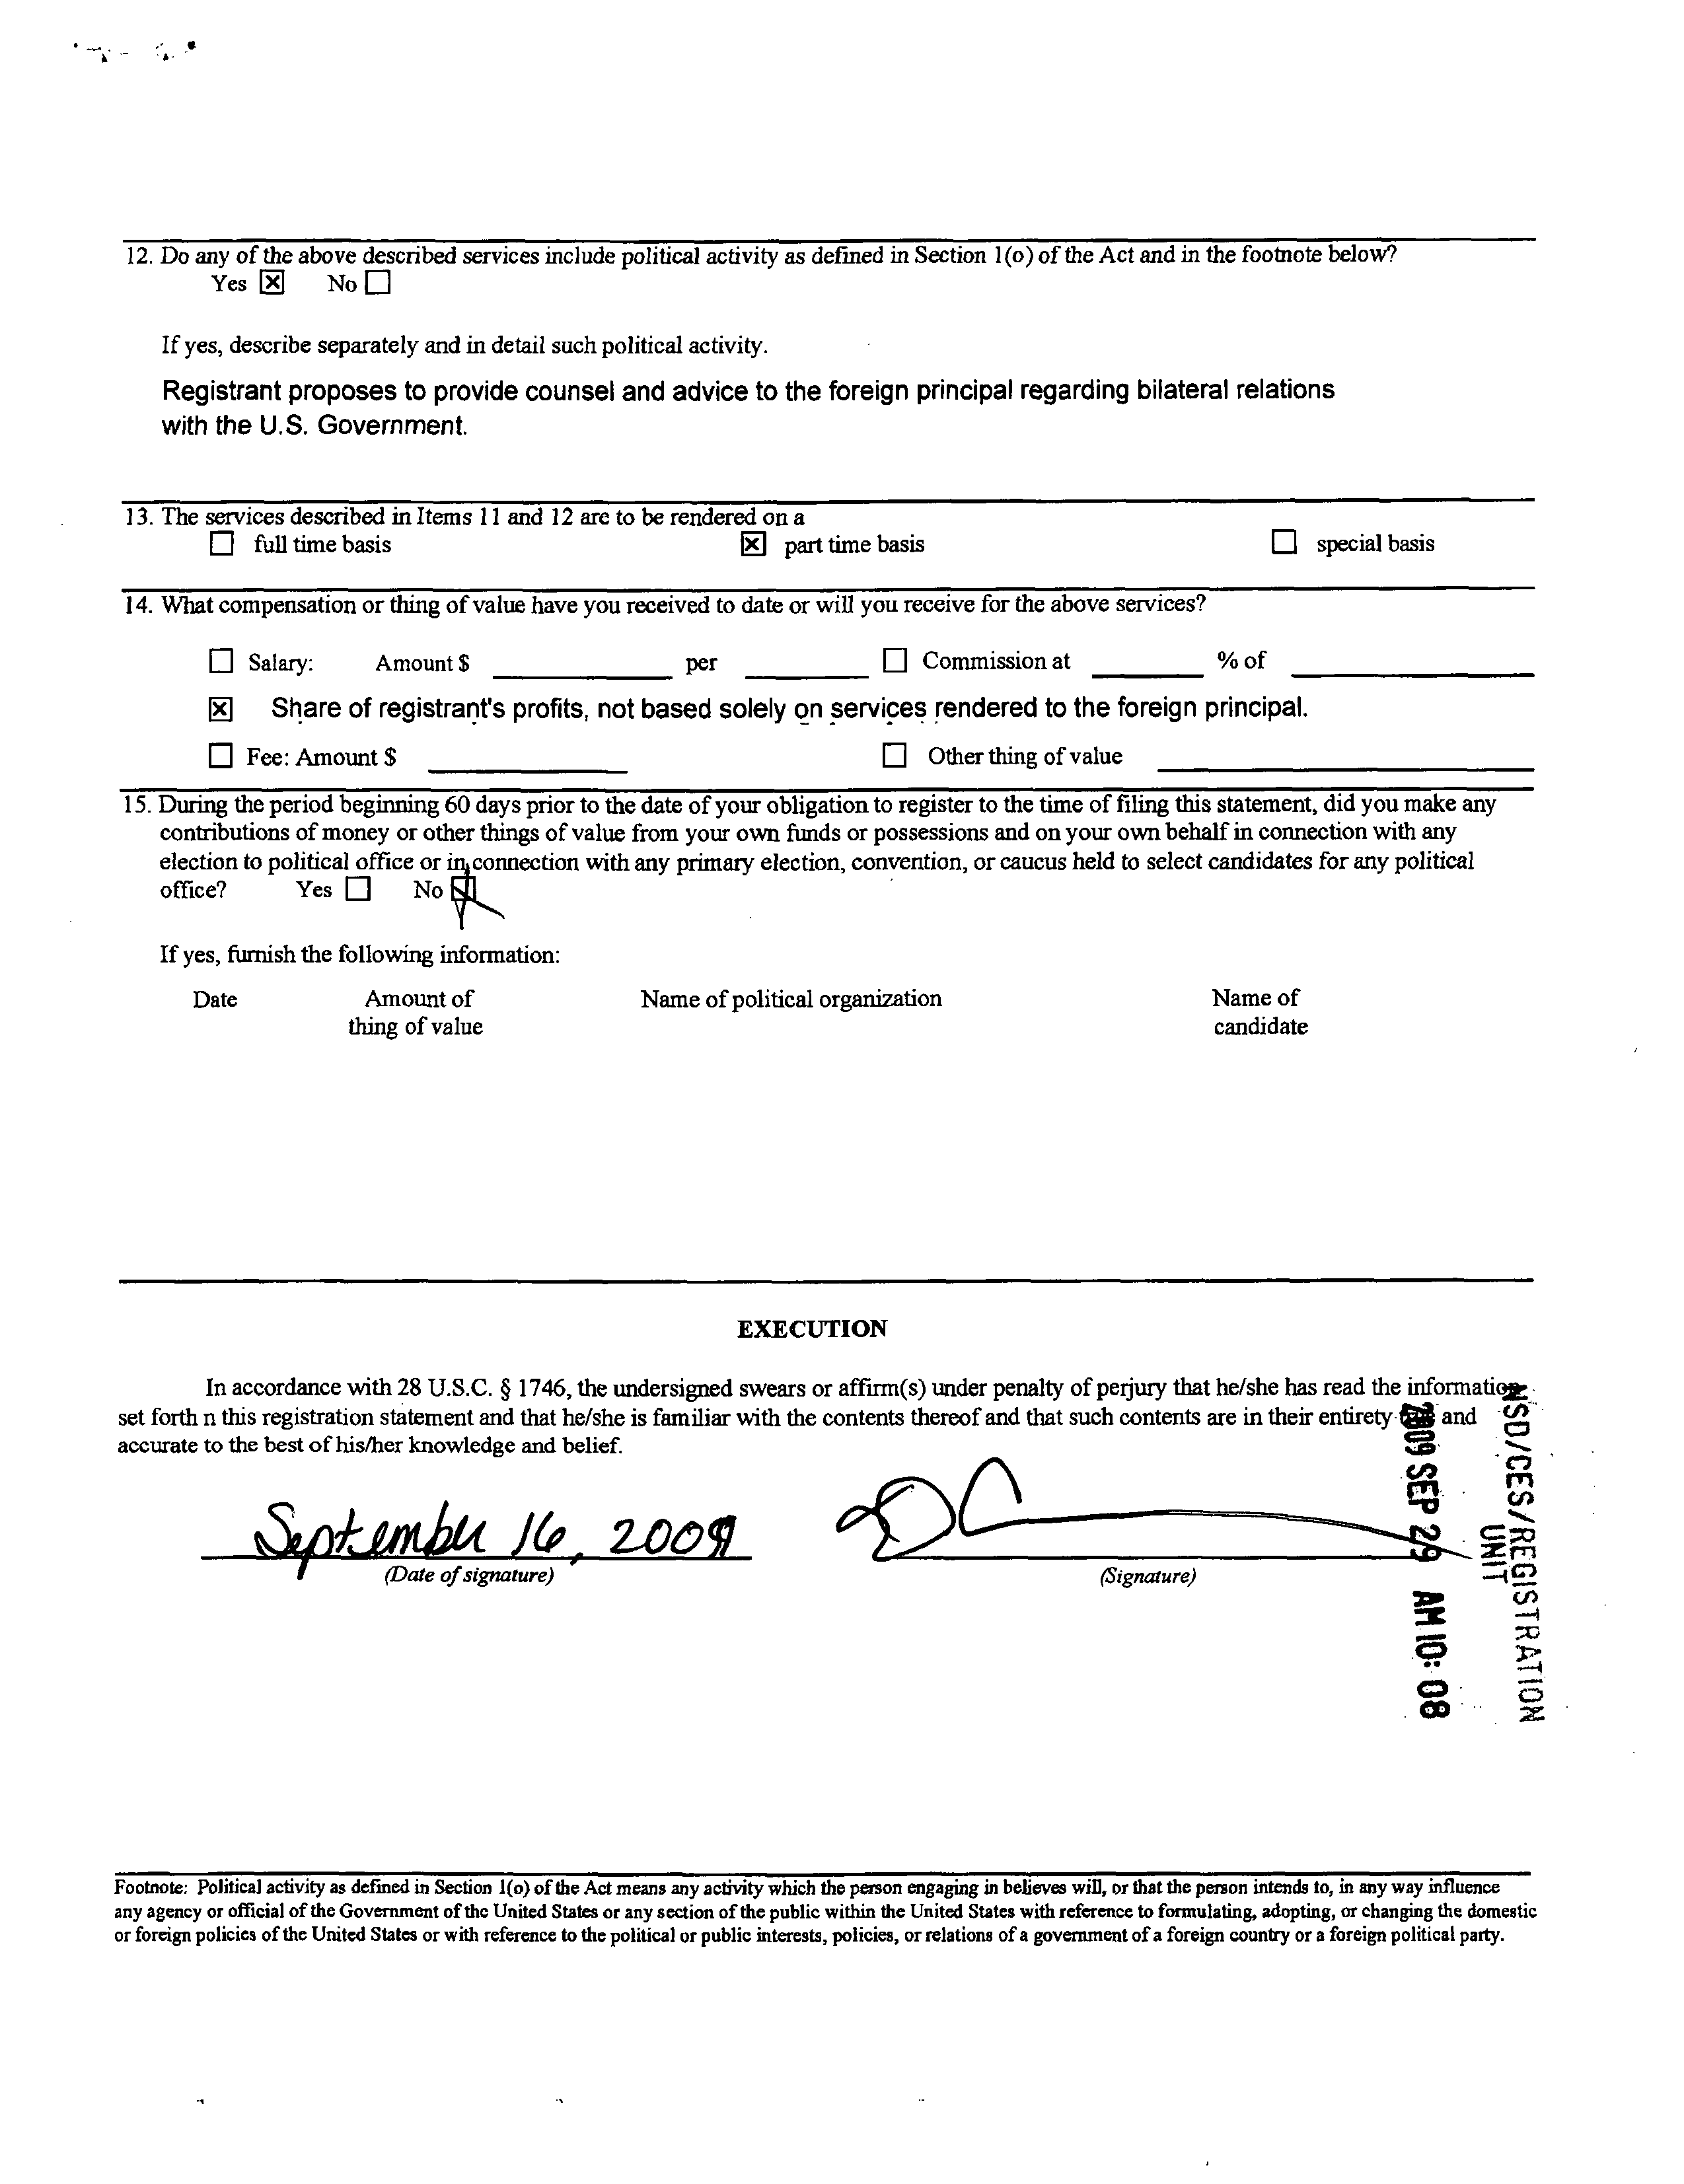 12. Do any of the above described services include political activity as defined in Section 1(o) of the Act and in the footnote below?
Yes ☒ No ☐
If yes, describe separately and in detail such political activity.
Registrant proposes to provide counsel and advice to the foreign principal regarding bilateral relations
with the U.S. Government.
13. The services described in Items 11 and 12 are to be rendered on a
☐ full time basis ☒ part time basis ☐ special basis
14. What compensation or thing of value have you received to date or will you receive for the above services?
☐ Salary: Amount $ per ☐ Commission at % of
☒ Share of registrant's profits, not based solely on services rendered to the foreign principal.
☐ Fee: Amount $ ☐ Other thing of value
15. During the period beginning 60 days prior to the date of your obligation to register to the time of filing this statement, did you make any
contributions of money or other things of value from your own funds or possessions and on your own behalf in connection with any
election to political office or in connection with any primary election, convention, or caucus held to select candidates for any political
office? Yes ☐ No ☒
If yes, furnish the following information:
Date Amount of Name of political organization Name of
thing of value candidate
EXECUTION
In accordance with 28 U.S.C. § 1746, the undersigned swears or affirm(s) under penalty of perjury that he/she has read the information
set forth n this registration statement and that he/she is familiar with the contents thereof and that such contents are in their entirety and
accurate to the best of his/her knowledge and belief.
September 16, 2009
(Date of signature) (Signature)
NSD/CES/REGISTRATION
UNIT
2009 SEP 29 AM 10: 08
Footnote: Political activity as defined in Section 1(o) of the Act means any activity which the person engaging in believes will, or that the person intends to, in any way influence
any agency or official of the Government of the United States or any section of the public within the United States with reference to formulating, adopting, or changing the domestic
or foreign policies of the United States or with reference to the political or public interests, policies, or relations of a government of a foreign country or a foreign political party.